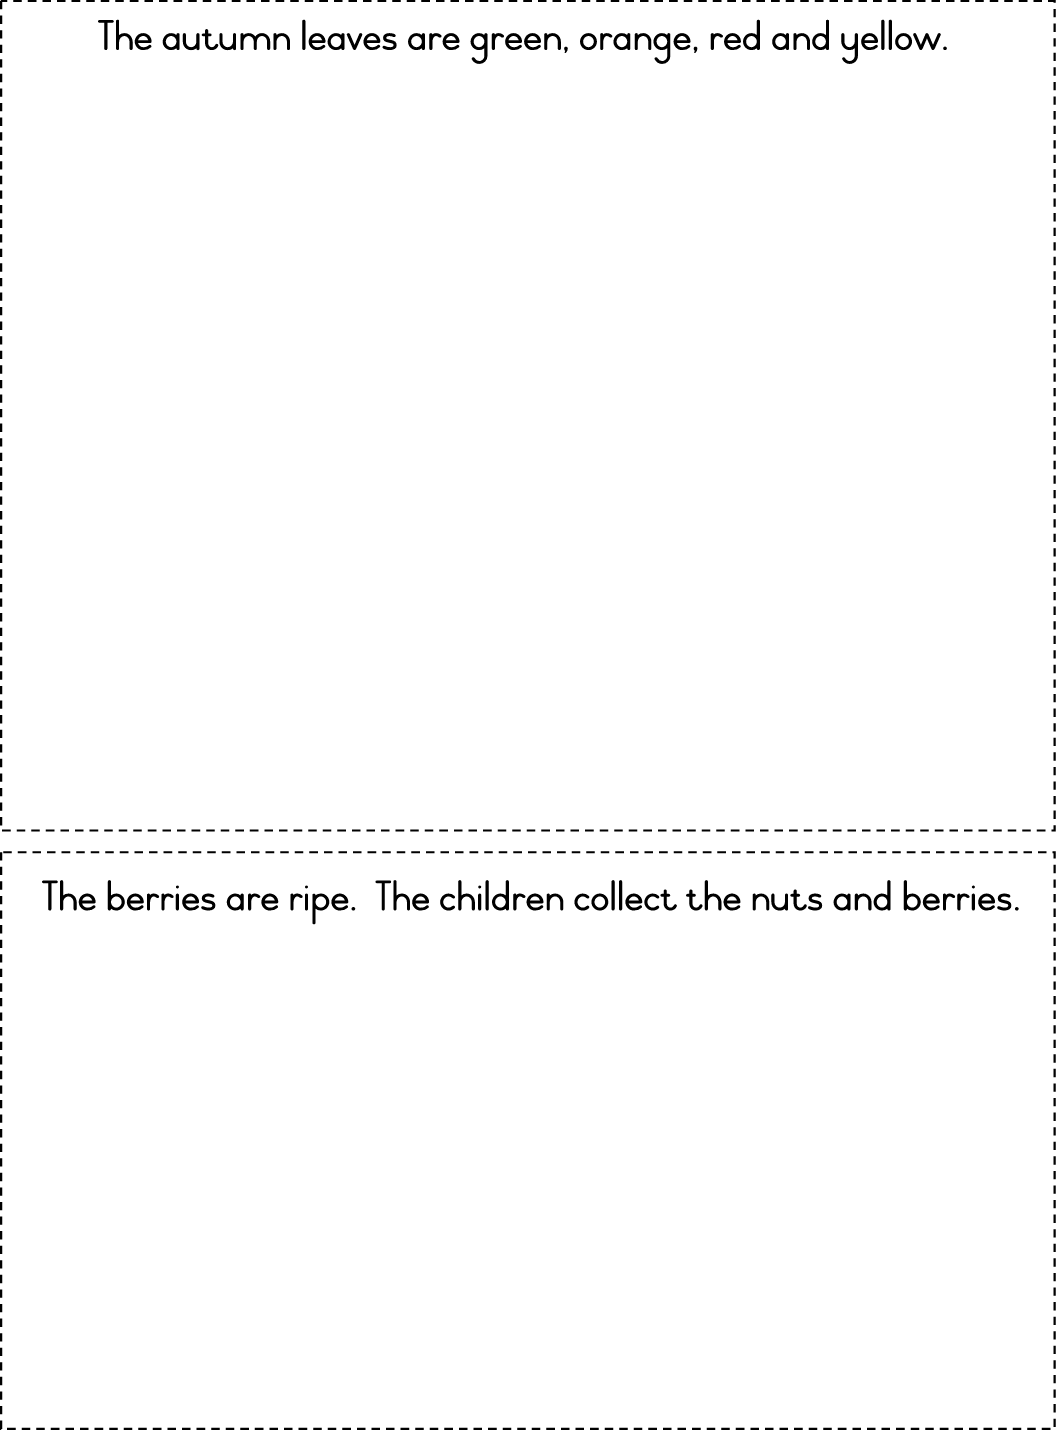 The autumn leaves are green, orange, red and yellow.
The berries are ripe.  The children collect the nuts and berries.